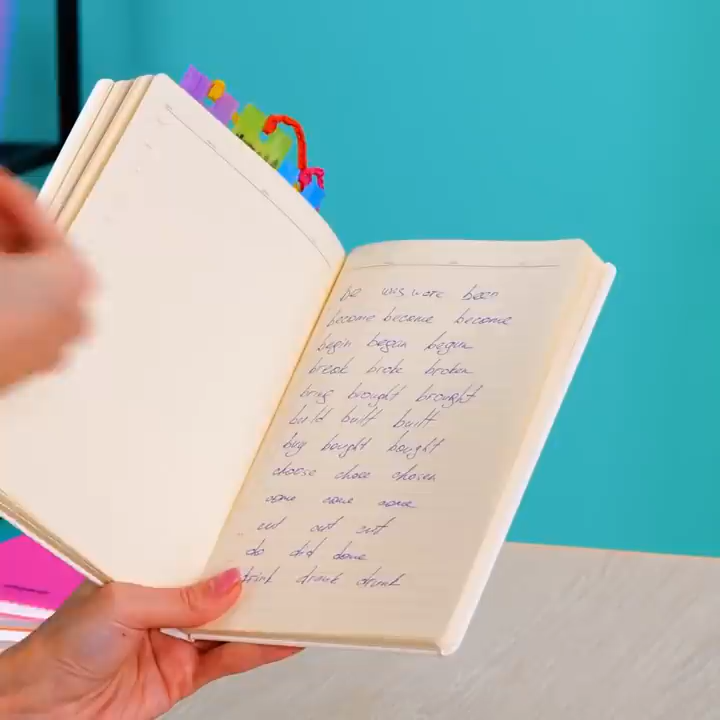 be was, were been
become became become
begin began begun
break broke broken
bring brought brought
build built built
buy bought bought
choose chose chosen
come came come
cut cut cut
do did done
drink drank drunk